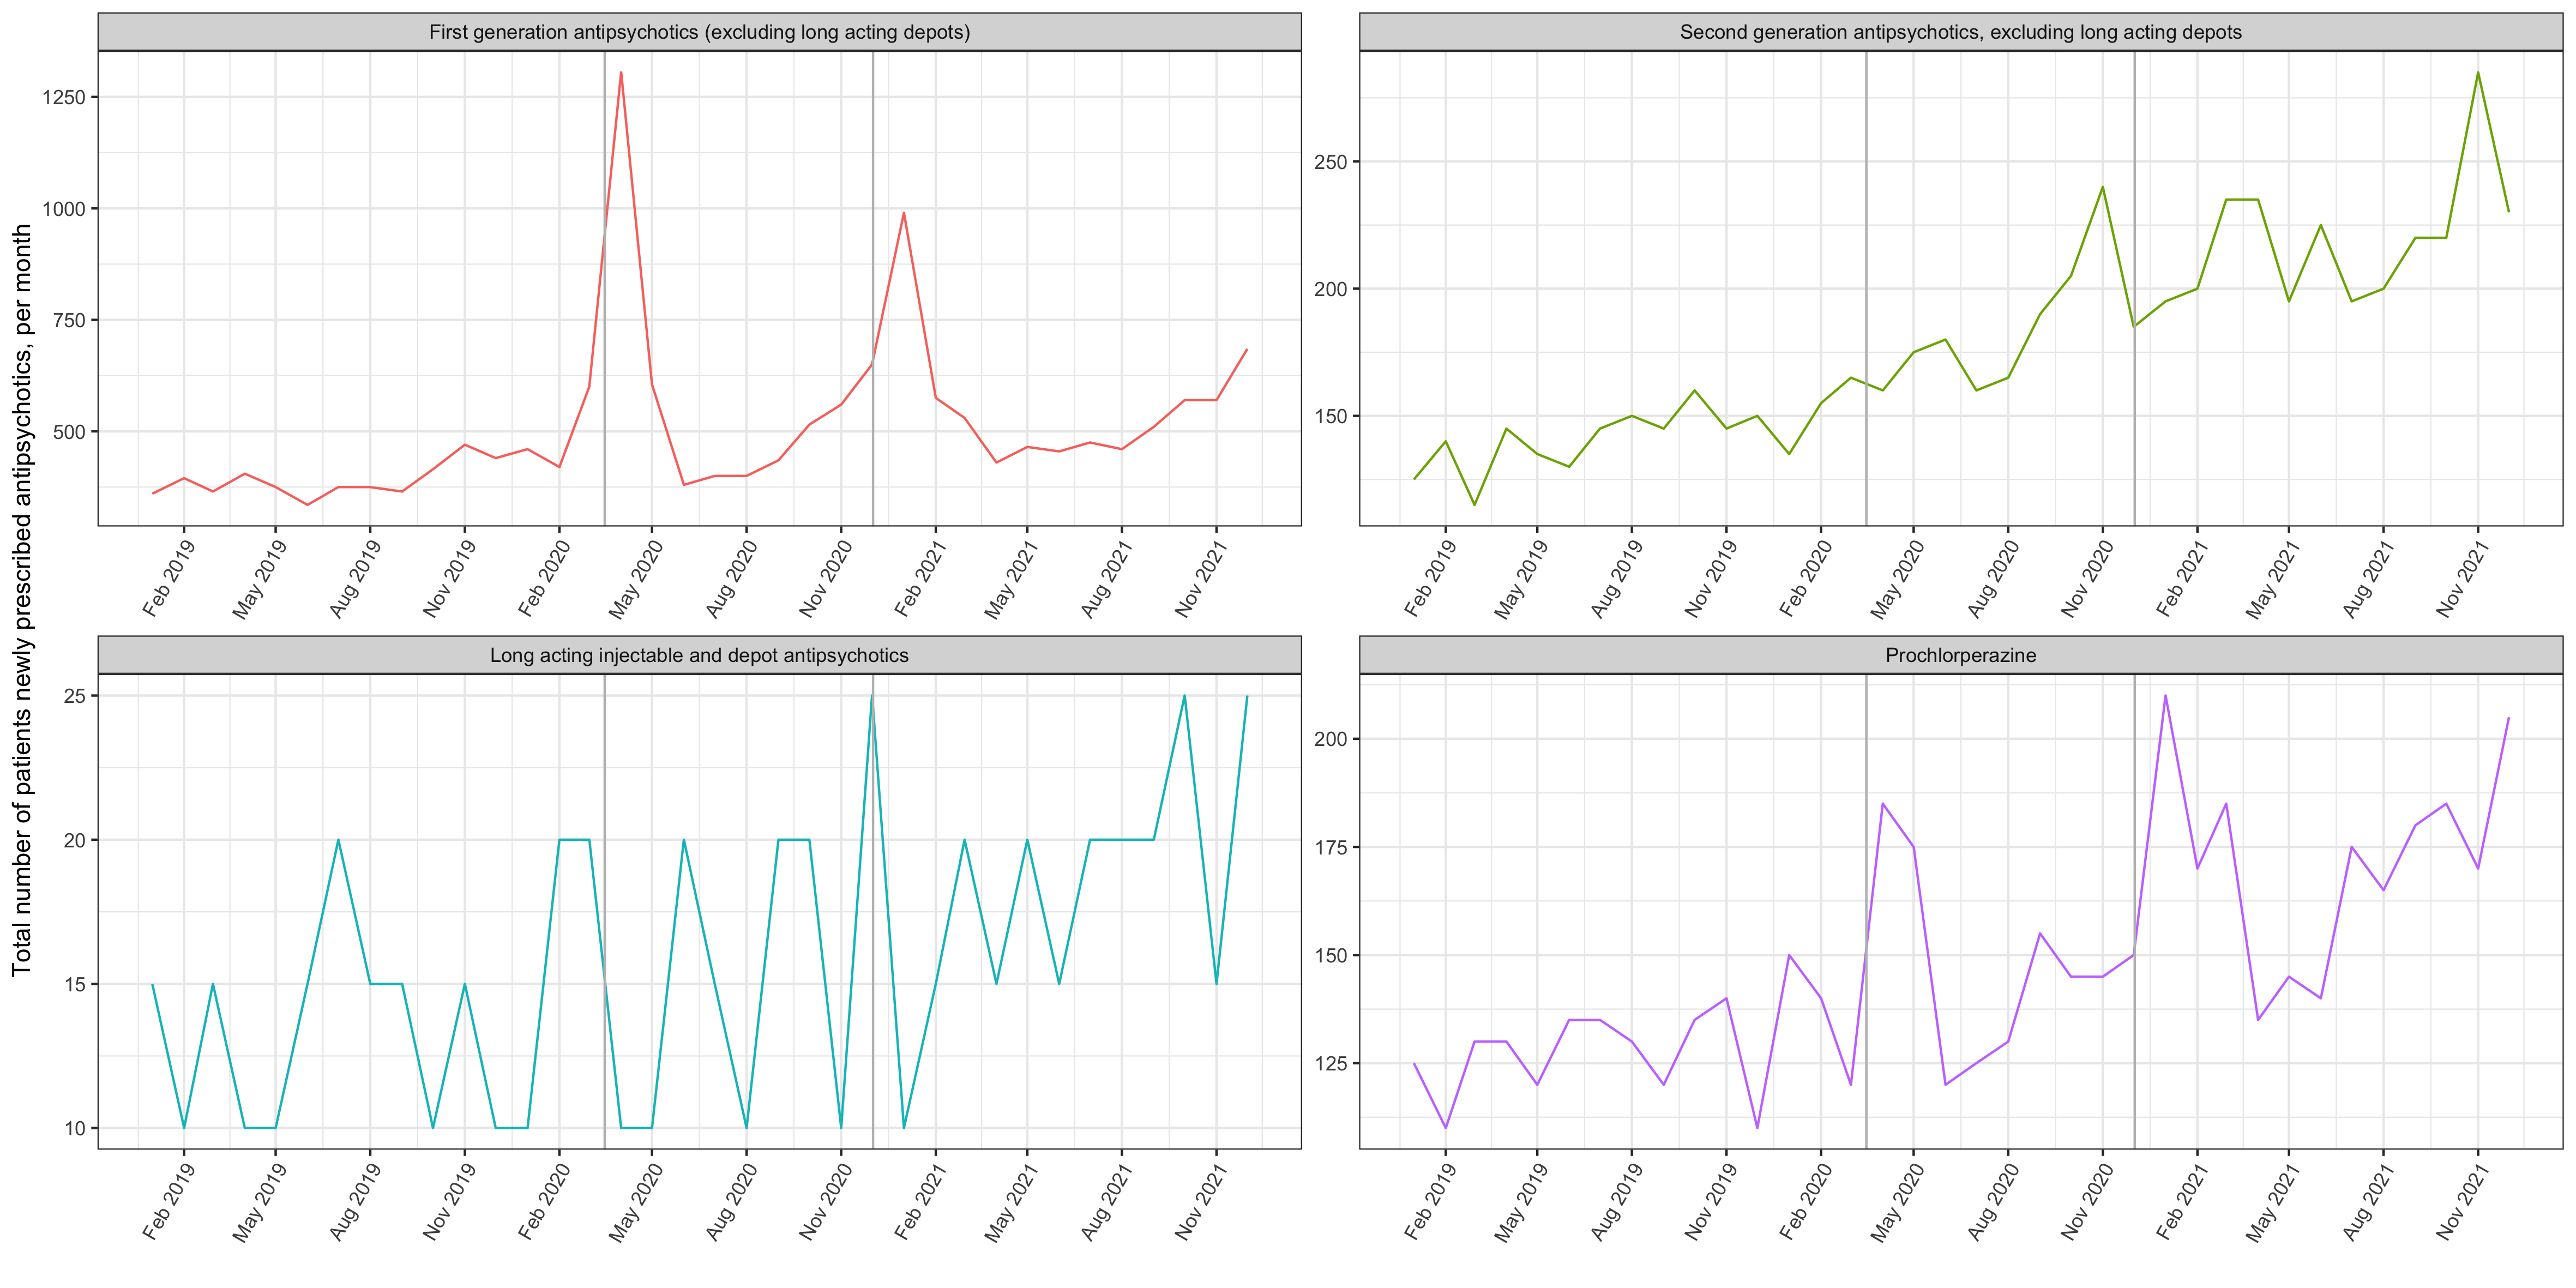 Total number of patients newly prescribed antipsychotics, per month
First generation antipsychotics (excluding long acting depots)
1250
1000
750
500
Feb 2019
May 2019
Aug 2019
Nov 2019
Feb 2020
May 2020
Aug 2020
Nov 2020
Feb 2021
May 2021
Aug 2021
Nov 2021
Second generation antipsychotics, excluding long acting depots
250
200
150
Feb 2019
May 2019
Aug 2019
Nov 2019
Feb 2020
May 2020
Aug 2020
Nov 2020
Feb 2021
May 2021
Aug 2021
Nov 2021
Long acting injectable and depot antipsychotics
25
20
15
10
Feb 2019
May 2019
Aug 2019
Nov 2019
Feb 2020
May 2020
Aug 2020
Nov 2020
Feb 2021
May 2021
Aug 2021
Nov 2021
Prochlorperazine
200
175
150
125
Feb 2019
May 2019
Aug 2019
Nov 2019
Feb 2020
May 2020
Aug 2020
Nov 2020
Feb 2021
May 2021
Aug 2021
Nov 2021